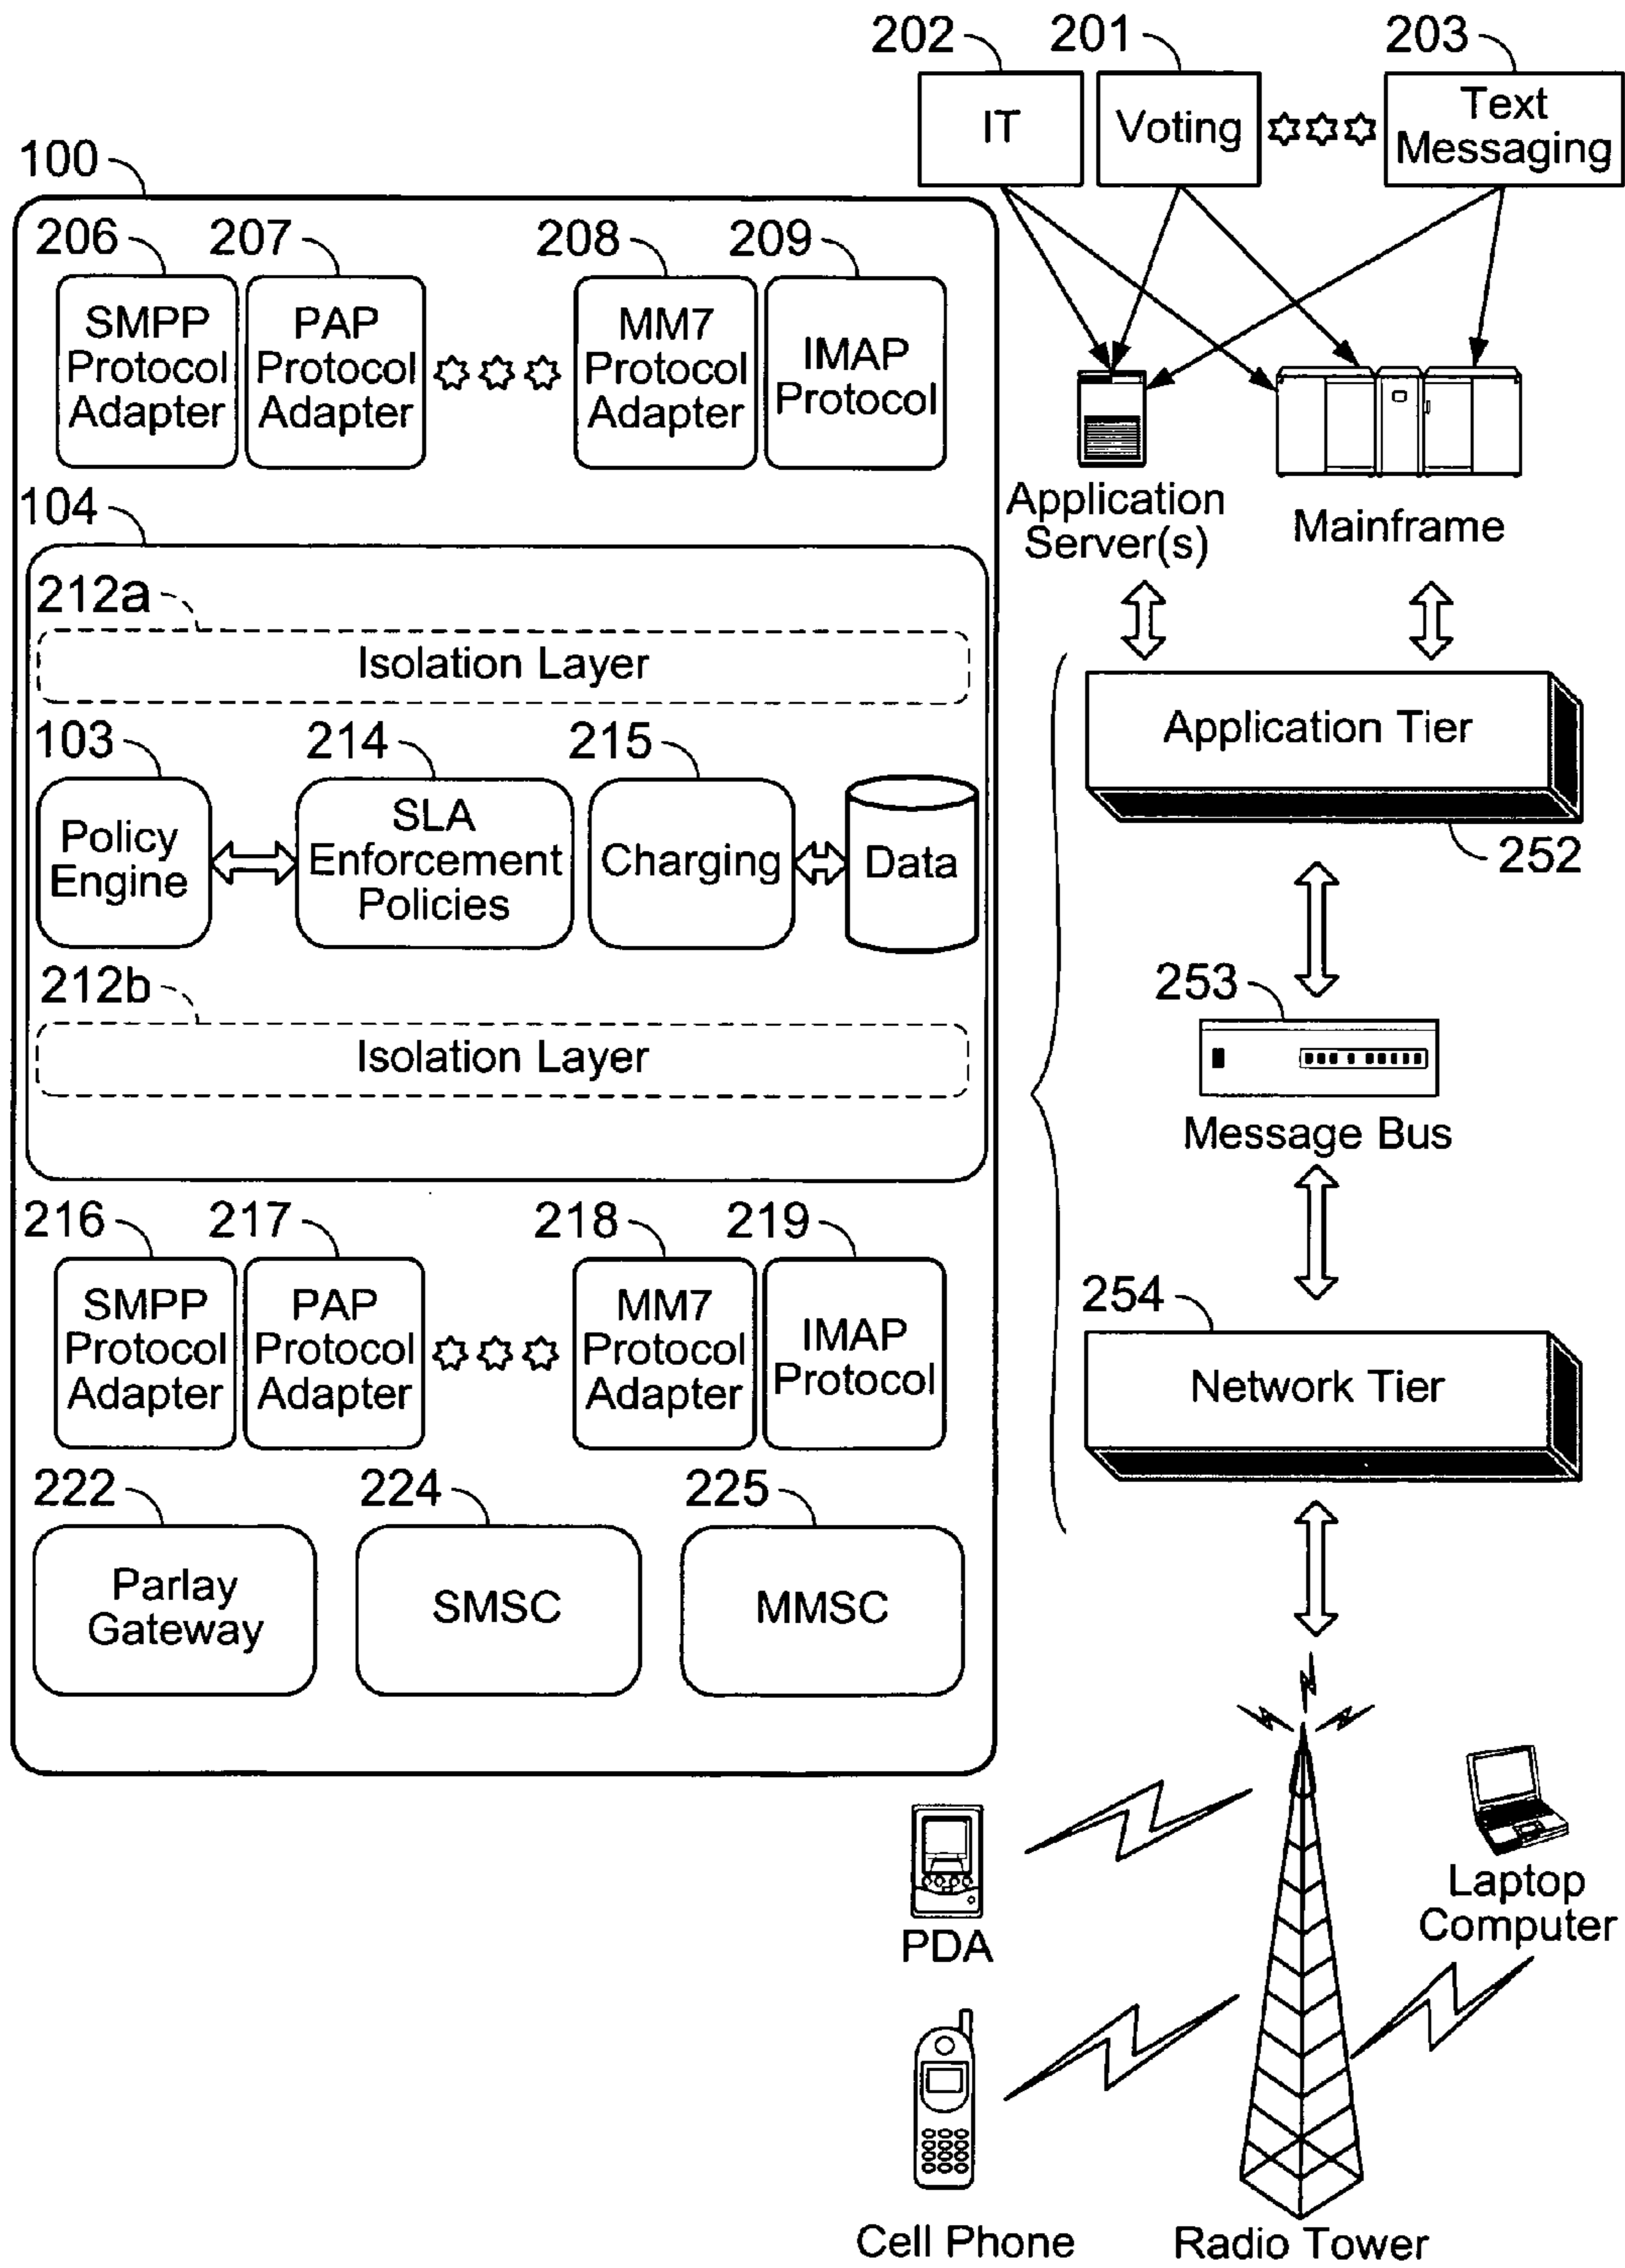 202
201
203
IT
Voting
Text
Messaging
100
206
207
208
209
SMPP
Protocol
Adapter
PAP
Protocol
Adapter
MM7
Protocol
Adapter
IMAP
Protocol
Application
Server(s)
Mainframe
104
212a
Isolation Layer
103
214
215
Policy
Engine
SLA
Enforcement
Policies
Charging
Data
212b
Isolation Layer
Application Tier
252
253
Message Bus
254
Network Tier
216
217
218
219
SMPP
Protocol
Adapter
PAP
Protocol
Adapter
MM7
Protocol
Adapter
IMAP
Protocol
222
224
225
Parlay
Gateway
SMSC
MMSC
PDA
Laptop
Computer
Cell Phone
Radio Tower